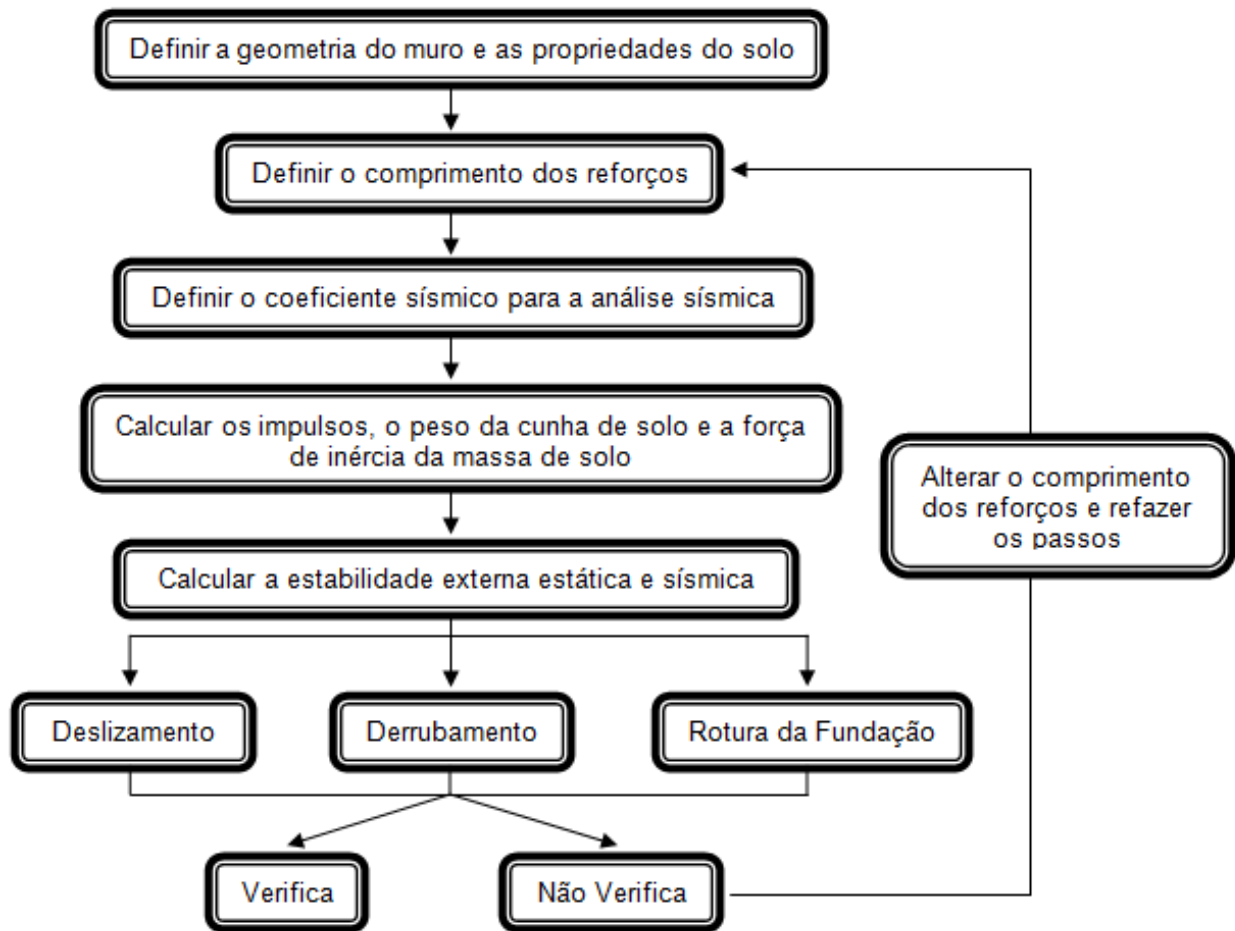 Definir a geometria do muro e as propriedades do solo
Definir o comprimento dos reforços
Definir o coeficiente sísmico para a análise sísmica
Calcular os impulsos, o peso da cunha de solo e a força
de inércia da massa de solo
Alterar o comprimento
dos reforços e refazer
os passos
Calcular a estabilidade externa estática e sísmica
Deslizamento
Derrubamento
Rotura da Fundação
Verifica
Não Verifica